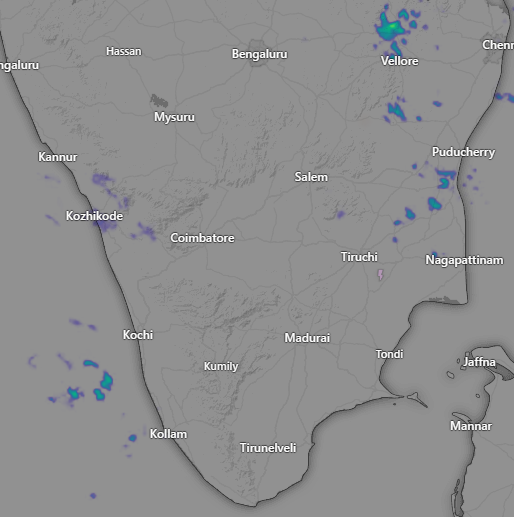 Hassan
Bengaluru
Chenn
ngaluru
Vellore
Mysuru
Kannur
Puducherry
Salem
Kozhikode
Coimbatore
Tiruchi
Nagapattinam
Kochi
Madurai
Tondi
Jaffna
Kumily
Mannar
Kollam
Tirunelveli